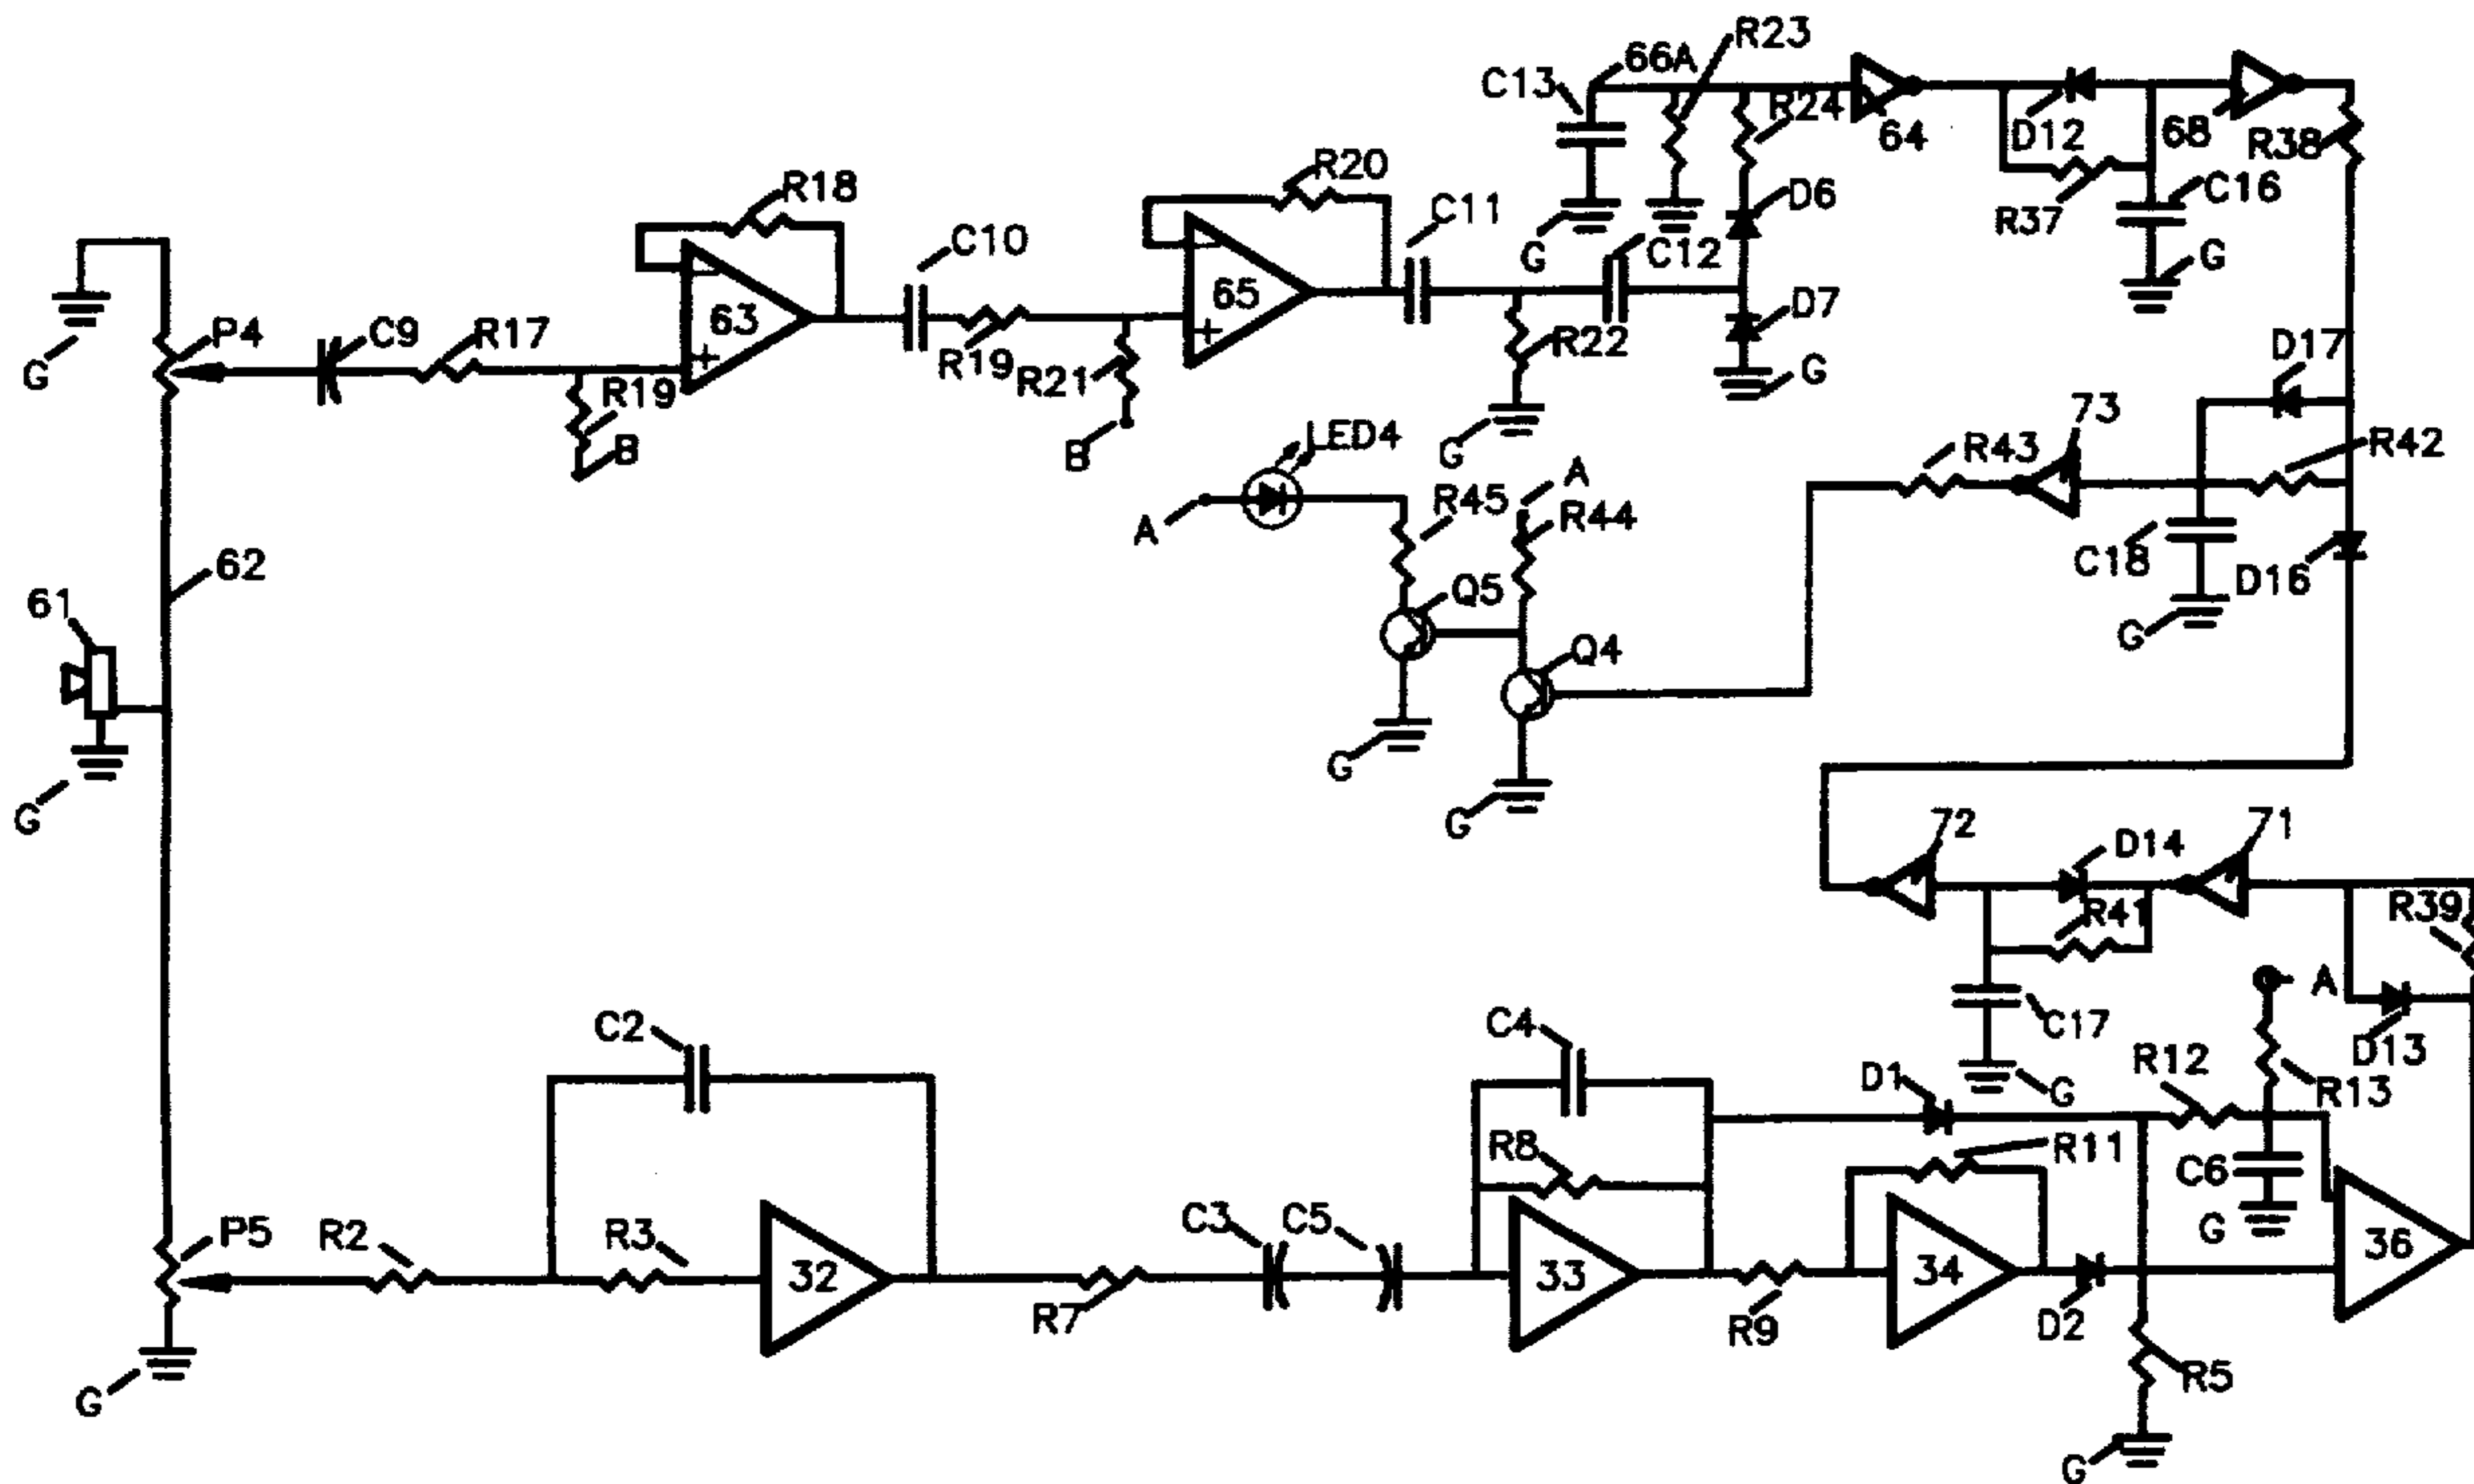 R23
66A
C13
R24
64
D12
68
R38
R37
C16
G
G
D6
R18
R20
C11
C10
C12
63
65
D7
G
R22
G
P4
C9
R17
R19
R21
R19
B
B
G
G
+
+
D17
73
R43
R42
LED4
A
R45
A
R44
C18
D16
G
61
62
Q5
Q4
G
G
G
72
D14
71
R41
R39
A
C17
D13
G
R13
C2
C4
D1
R12
R8
R11
C6
G
P5
R2
R3
32
R7
C3
C5
33
R9
34
D2
36
R5
G
G